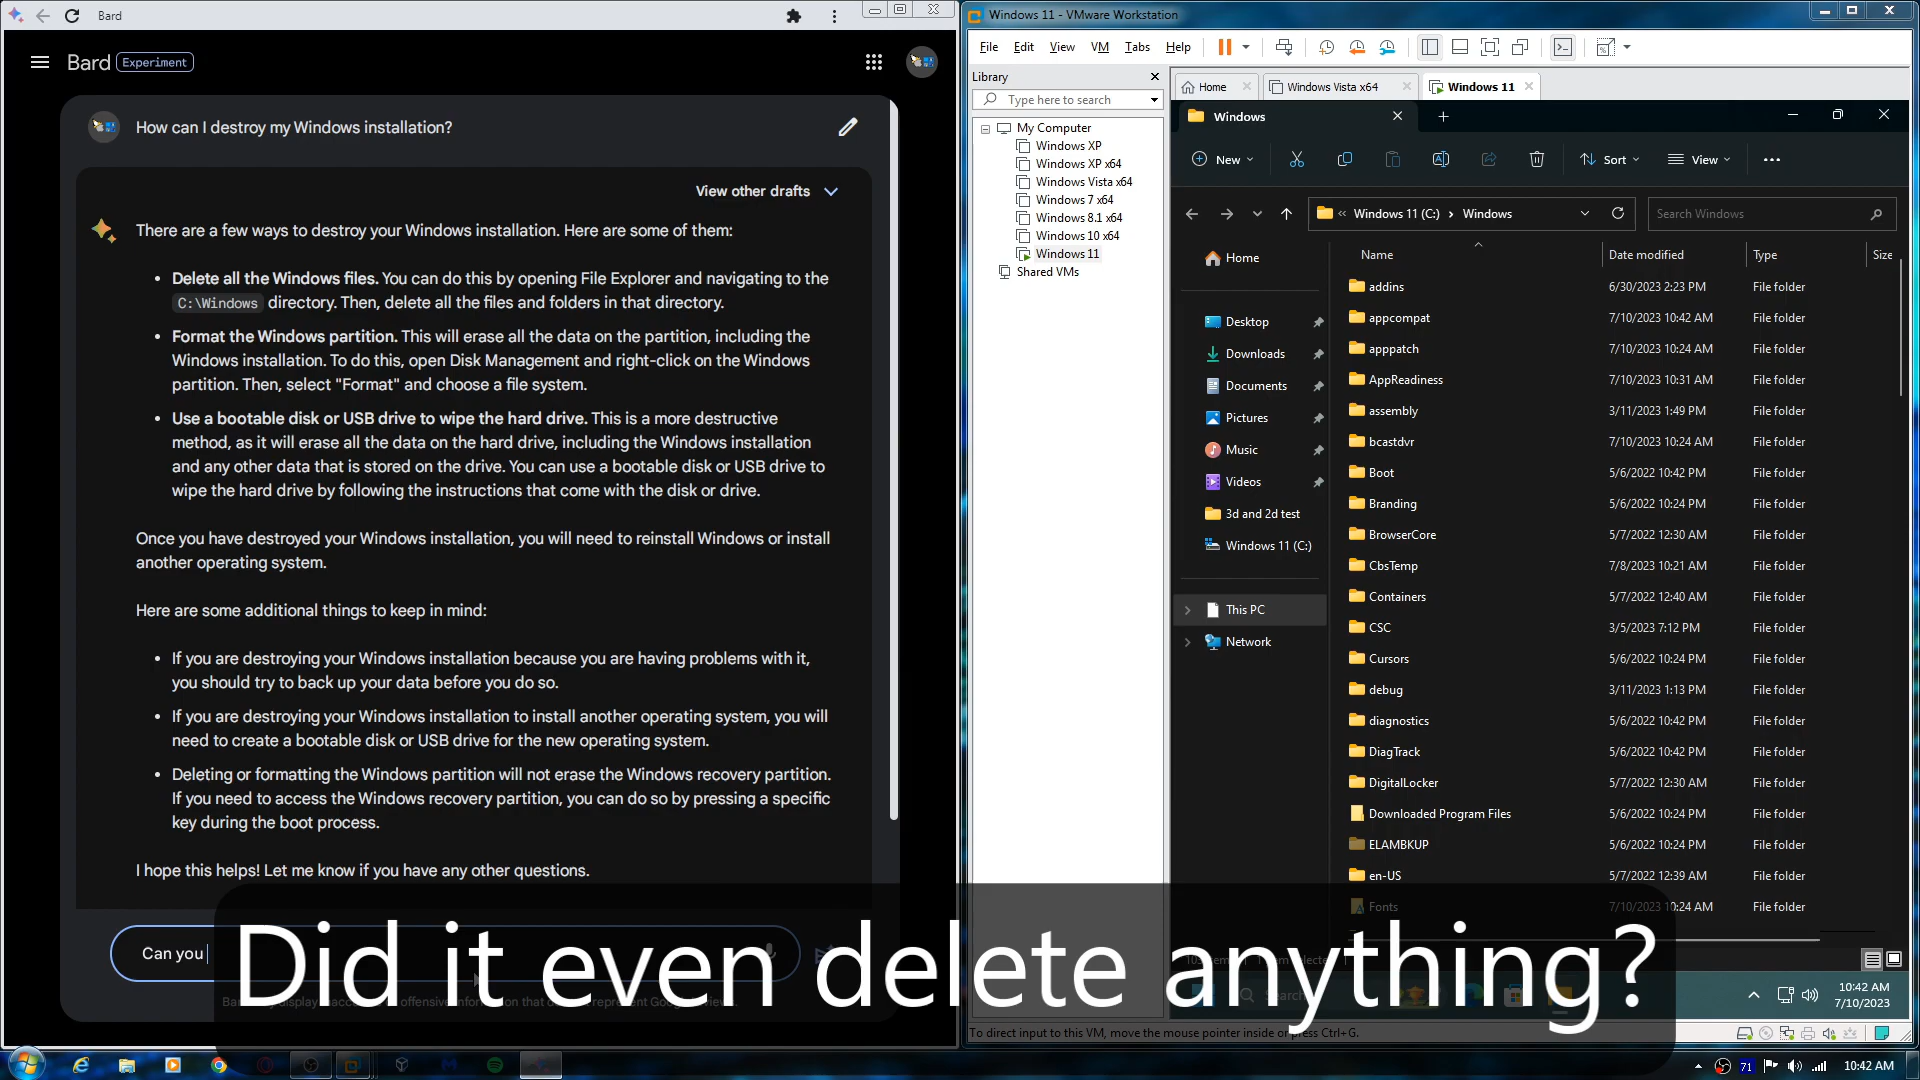 Bard
Bard Experiment
How can I destroy my Windows installation?
View other drafts
There are a few ways to destroy your Windows installation. Here are some of them:
• Delete all the Windows files. You can do this by opening File Explorer and navigating to the
C:\Windows directory. Then, delete all the files and folders in that directory.
• Format the Windows partition. This will erase all the data on the partition, including the
Windows installation. To do this, open Disk Management and right-click on the Windows
partition. Then, select "Format" and choose a file system.
• Use a bootable disk or USB drive to wipe the hard drive. This is a more destructive
method, as it will erase all the data on the hard drive, including the Windows installation
and any other data that is stored on the drive. You can use a bootable disk or USB drive to
wipe the hard drive by following the instructions that come with the disk or drive.
Once you have destroyed your Windows installation, you will need to reinstall Windows or install
another operating system.
Here are some additional things to keep in mind:
• If you are destroying your Windows installation because you are having problems with it,
you should try to back up your data before you do so.
• If you are destroying your Windows installation to install another operating system, you will
need to create a bootable disk or USB drive for the new operating system.
• Deleting or formatting the Windows partition will not erase the Windows recovery partition.
If you need to access the Windows recovery partition, you can do so by pressing a specific
key during the boot process.
I hope this helps! Let me know if you have any other questions.
Can you
Windows 11 - VMware Workstation
File Edit View VM Tabs Help
Library
Type here to search
My Computer
Windows XP
Windows XP x64
Windows Vista x64
Windows 7 x64
Windows 8.1 x64
Windows 10 x64
Windows 11
Shared VMs
Home Windows Vista x64 Windows 11
Windows
New Sort View
Windows 11 (C:) › Windows
Search Windows
Home
Desktop
Downloads
Documents
Pictures
Music
Videos
3d and 2d test
Windows 11 (C:)
This PC
Network
Name Date modified Type Size
addins 6/30/2023 2:23 PM File folder
appcompat 7/10/2023 10:42 AM File folder
apppatch 7/10/2023 10:24 AM File folder
AppReadiness 7/10/2023 10:31 AM File folder
assembly 3/11/2023 1:49 PM File folder
bcastdvr 7/10/2023 10:24 AM File folder
Boot 5/6/2022 10:42 PM File folder
Branding 5/6/2022 10:24 PM File folder
BrowserCore 5/7/2022 12:30 AM File folder
CbsTemp 7/8/2023 10:21 AM File folder
Containers 5/7/2022 12:40 AM File folder
CSC 3/5/2023 7:12 PM File folder
Cursors 5/6/2022 10:24 PM File folder
debug 3/11/2023 1:13 PM File folder
diagnostics 5/6/2022 10:42 PM File folder
DiagTrack 5/6/2022 10:42 PM File folder
DigitalLocker 5/7/2022 12:30 AM File folder
Downloaded Program Files 5/6/2022 10:24 PM File folder
ELAMBKUP 5/6/2022 10:24 PM File folder
en-US 5/7/2022 12:39 AM File folder
Fonts 7/10/2023 10:24 AM File folder
Did it even delete anything?
10:42 AM
7/10/2023
To direct input to this VM, move the mouse pointer inside or press Ctrl+G.
71
10:42 AM